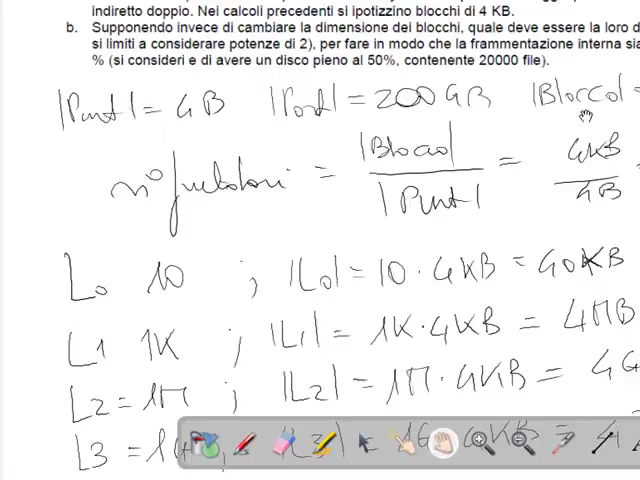 indiretto doppio. Nei calcoli precedenti si ipotizzino blocchi di 4 KB.
b. Supponendo invece di cambiare la dimensione dei blocchi, quale deve essere la loro d
si limiti a considerare potenze di 2), per fare in modo che la frammentazione interna sia
% (si consideri e di avere un disco pieno al 50%, contenente 20000 file).
|Punt| = 4B |Part| = 200 GB |Blocco| =
n° puntatori = |Blocco| / |Punt| = 4KB / 4B =
L0 10 ; |L0| = 10 · 4KB = 40KB
L1 1K ; |L1| = 1K · 4KB = 4MB
L2 = 1M ; |L2| = 1M · 4KB = 4G
L3 =